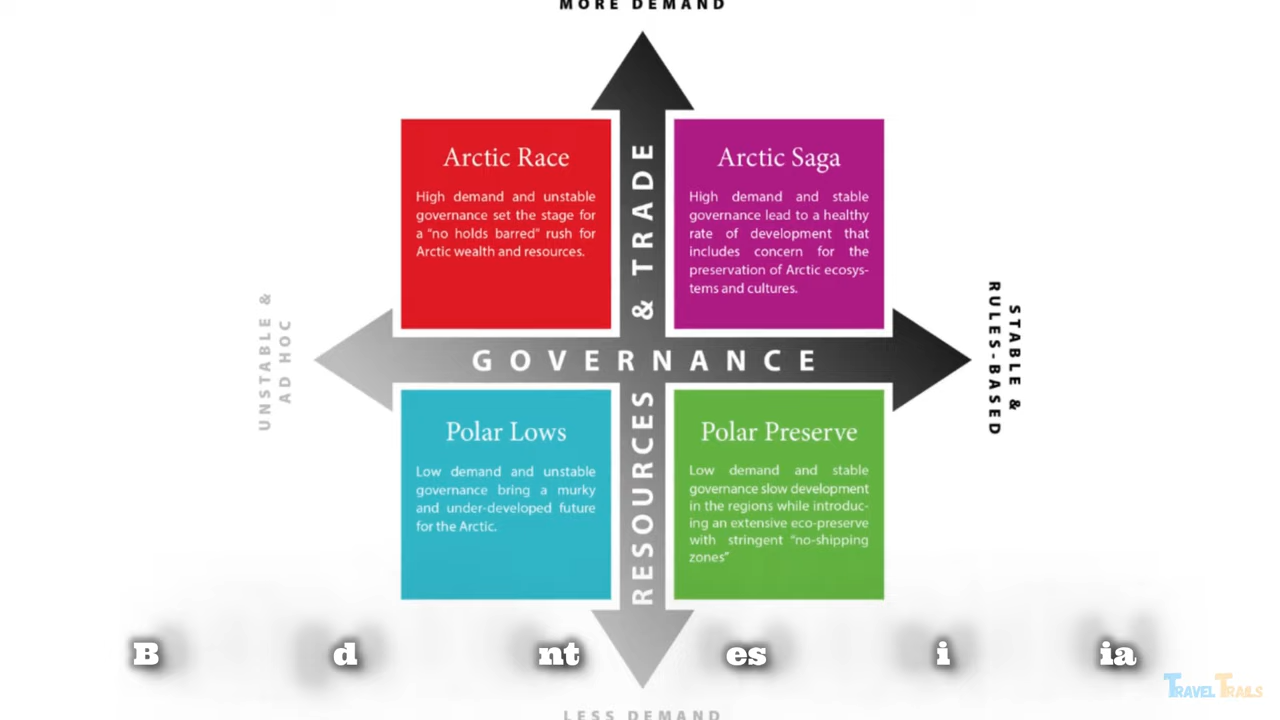 MORE DEMAND
Arctic Race
High demand and unstable
governance set the stage for
a "no holds barred" rush for
Arctic wealth and resources.
Arctic Saga
High demand and stable
governance lead to a healthy
rate of development that
includes concern for the
preservation of Arctic ecosys-
tems and cultures.
RESOURCES & TRADE
UNSTABLE &
AD HOC
GOVERNANCE
STABLE &
RULES-BASED
Polar Lows
Low demand and unstable
governance bring a murky
and under-developed future
for the Arctic.
Polar Preserve
Low demand and stable
governance slow development
in the regions while introduc-
ing an extensive eco-preserve
with stringent "no-shipping
zones"
B d nt es i ia
TRAVEL TRAILS
LESS DEMAND